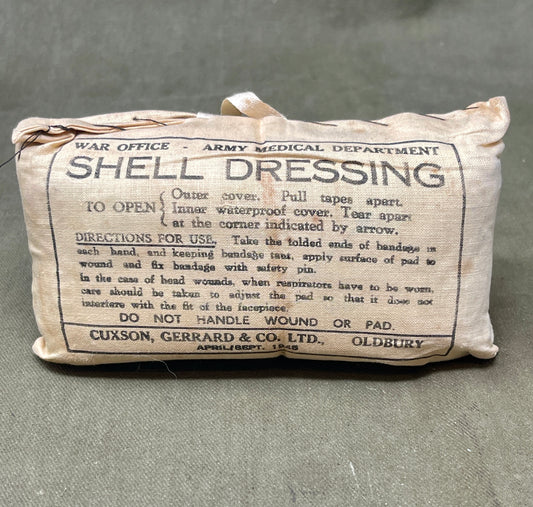 WAR OFFICE - ARMY MEDICAL DEPARTMENT
SHELL DRESSING
TO OPEN { Outer cover. Pull tapes apart.
Inner waterproof cover. Tear apart
at the corner indicated by arrow.
DIRECTIONS FOR USE. Take the folded ends of bandage in
each hand, and keeping bandage taut, apply surface of pad to
wound and fix bandage with safety pin.
In the case of head wounds, when respirators have to be worn,
care should be taken to adjust the pad so that it does not
interfere with the fit of the facepiece.
DO NOT HANDLE WOUND OR PAD.
CUXSON, GERRARD & CO. LTD., OLDBURY
APRIL/SEPT.